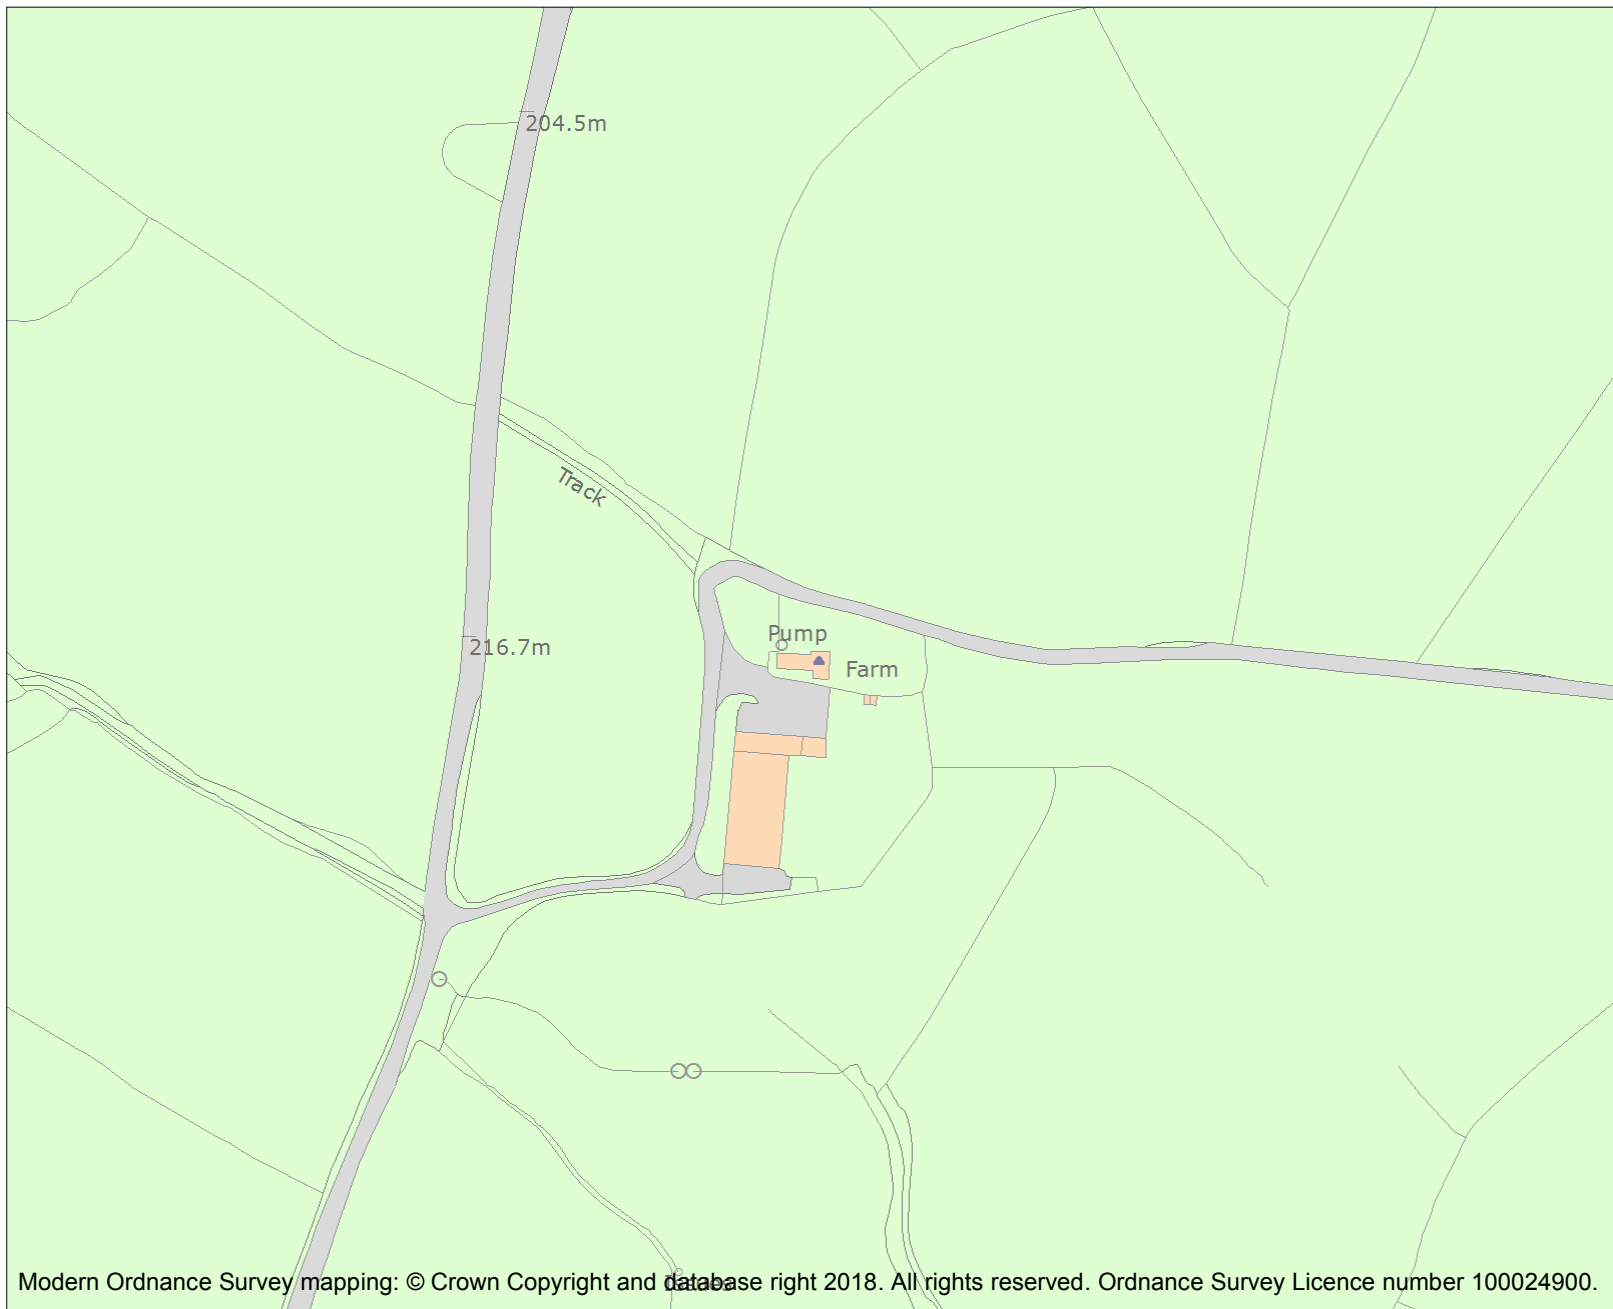 204.5m
Track
Pump
216.7m
Farm
Modern Ordnance Survey mapping: © Crown Copyright and database right 2018. All rights reserved. Ordnance Survey Licence number 100024900.